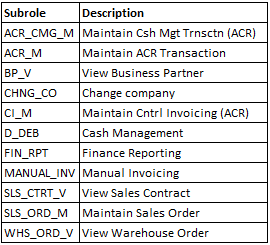 Subrole Description
ACR_CMG_M Maintain Csh Mgt Trnsctn (ACR)
ACR_M Maintain ACR Transaction
BP_V View Business Partner
CHNG_CO Change company
CI_M Maintain Cntrl Invoicing (ACR)
D_DEB Cash Management
FIN_RPT Finance Reporting
MANUAL_INV Manual Invoicing
SLS_CTRT_V View Sales Contract
SLS_ORD_M Maintain Sales Order
WHS_ORD_V View Warehouse Order